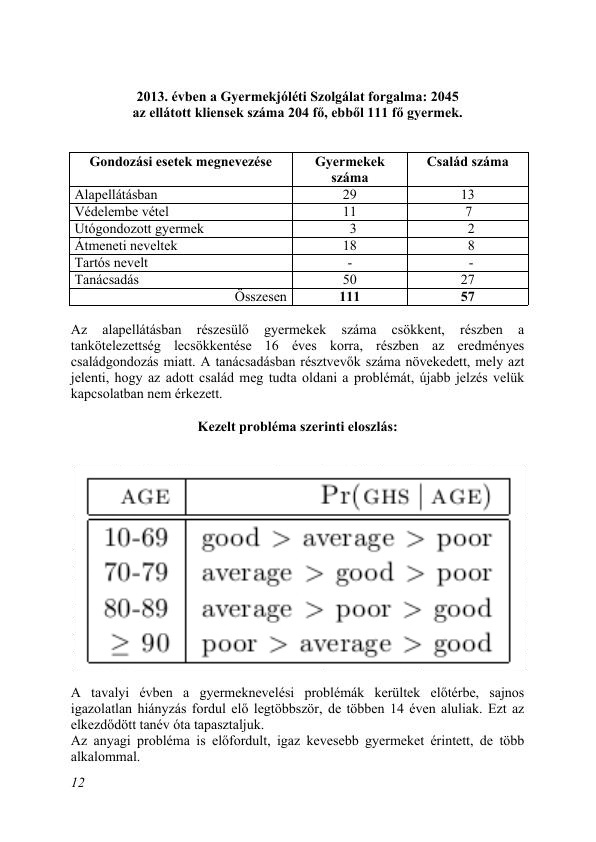 2013. évben a Gyermekjóléti Szolgálat forgalma: 2045
az ellátott kliensek száma 204 fő, ebből 111 fő gyermek.
Gondozási esetek megnevezése Gyermekek száma Család száma
Alapellátásban 29 13
Védelembe vétel 11 7
Utógondozott gyermek 3 2
Átmeneti neveltek 18 8
Tartós nevelt - -
Tanácsadás 50 27
Összesen 111 57
Az alapellátásban részesülő gyermekek száma csökkent, részben a
tankötelezettség lecsökkentése 16 éves korra, részben az eredményes
családgondozás miatt. A tanácsadásban résztvevők száma növekedett, mely azt
jelenti, hogy az adott család meg tudta oldani a problémát, újabb jelzés velük
kapcsolatban nem érkezett.
Kezelt probléma szerinti eloszlás:
AGE Pr(GHS | AGE)
10-69 good > average > poor
70-79 average > good > poor
80-89 average > poor > good
≥ 90 poor > average > good
A tavalyi évben a gyermeknevelési problémák kerültek előtérbe, sajnos
igazolatlan hiányzás fordul elő legtöbbször, de többen 14 éven aluliak. Ezt az
elkezdődött tanév óta tapasztaljuk.
Az anyagi probléma is előfordult, igaz kevesebb gyermeket érintett, de több
alkalommal.
12